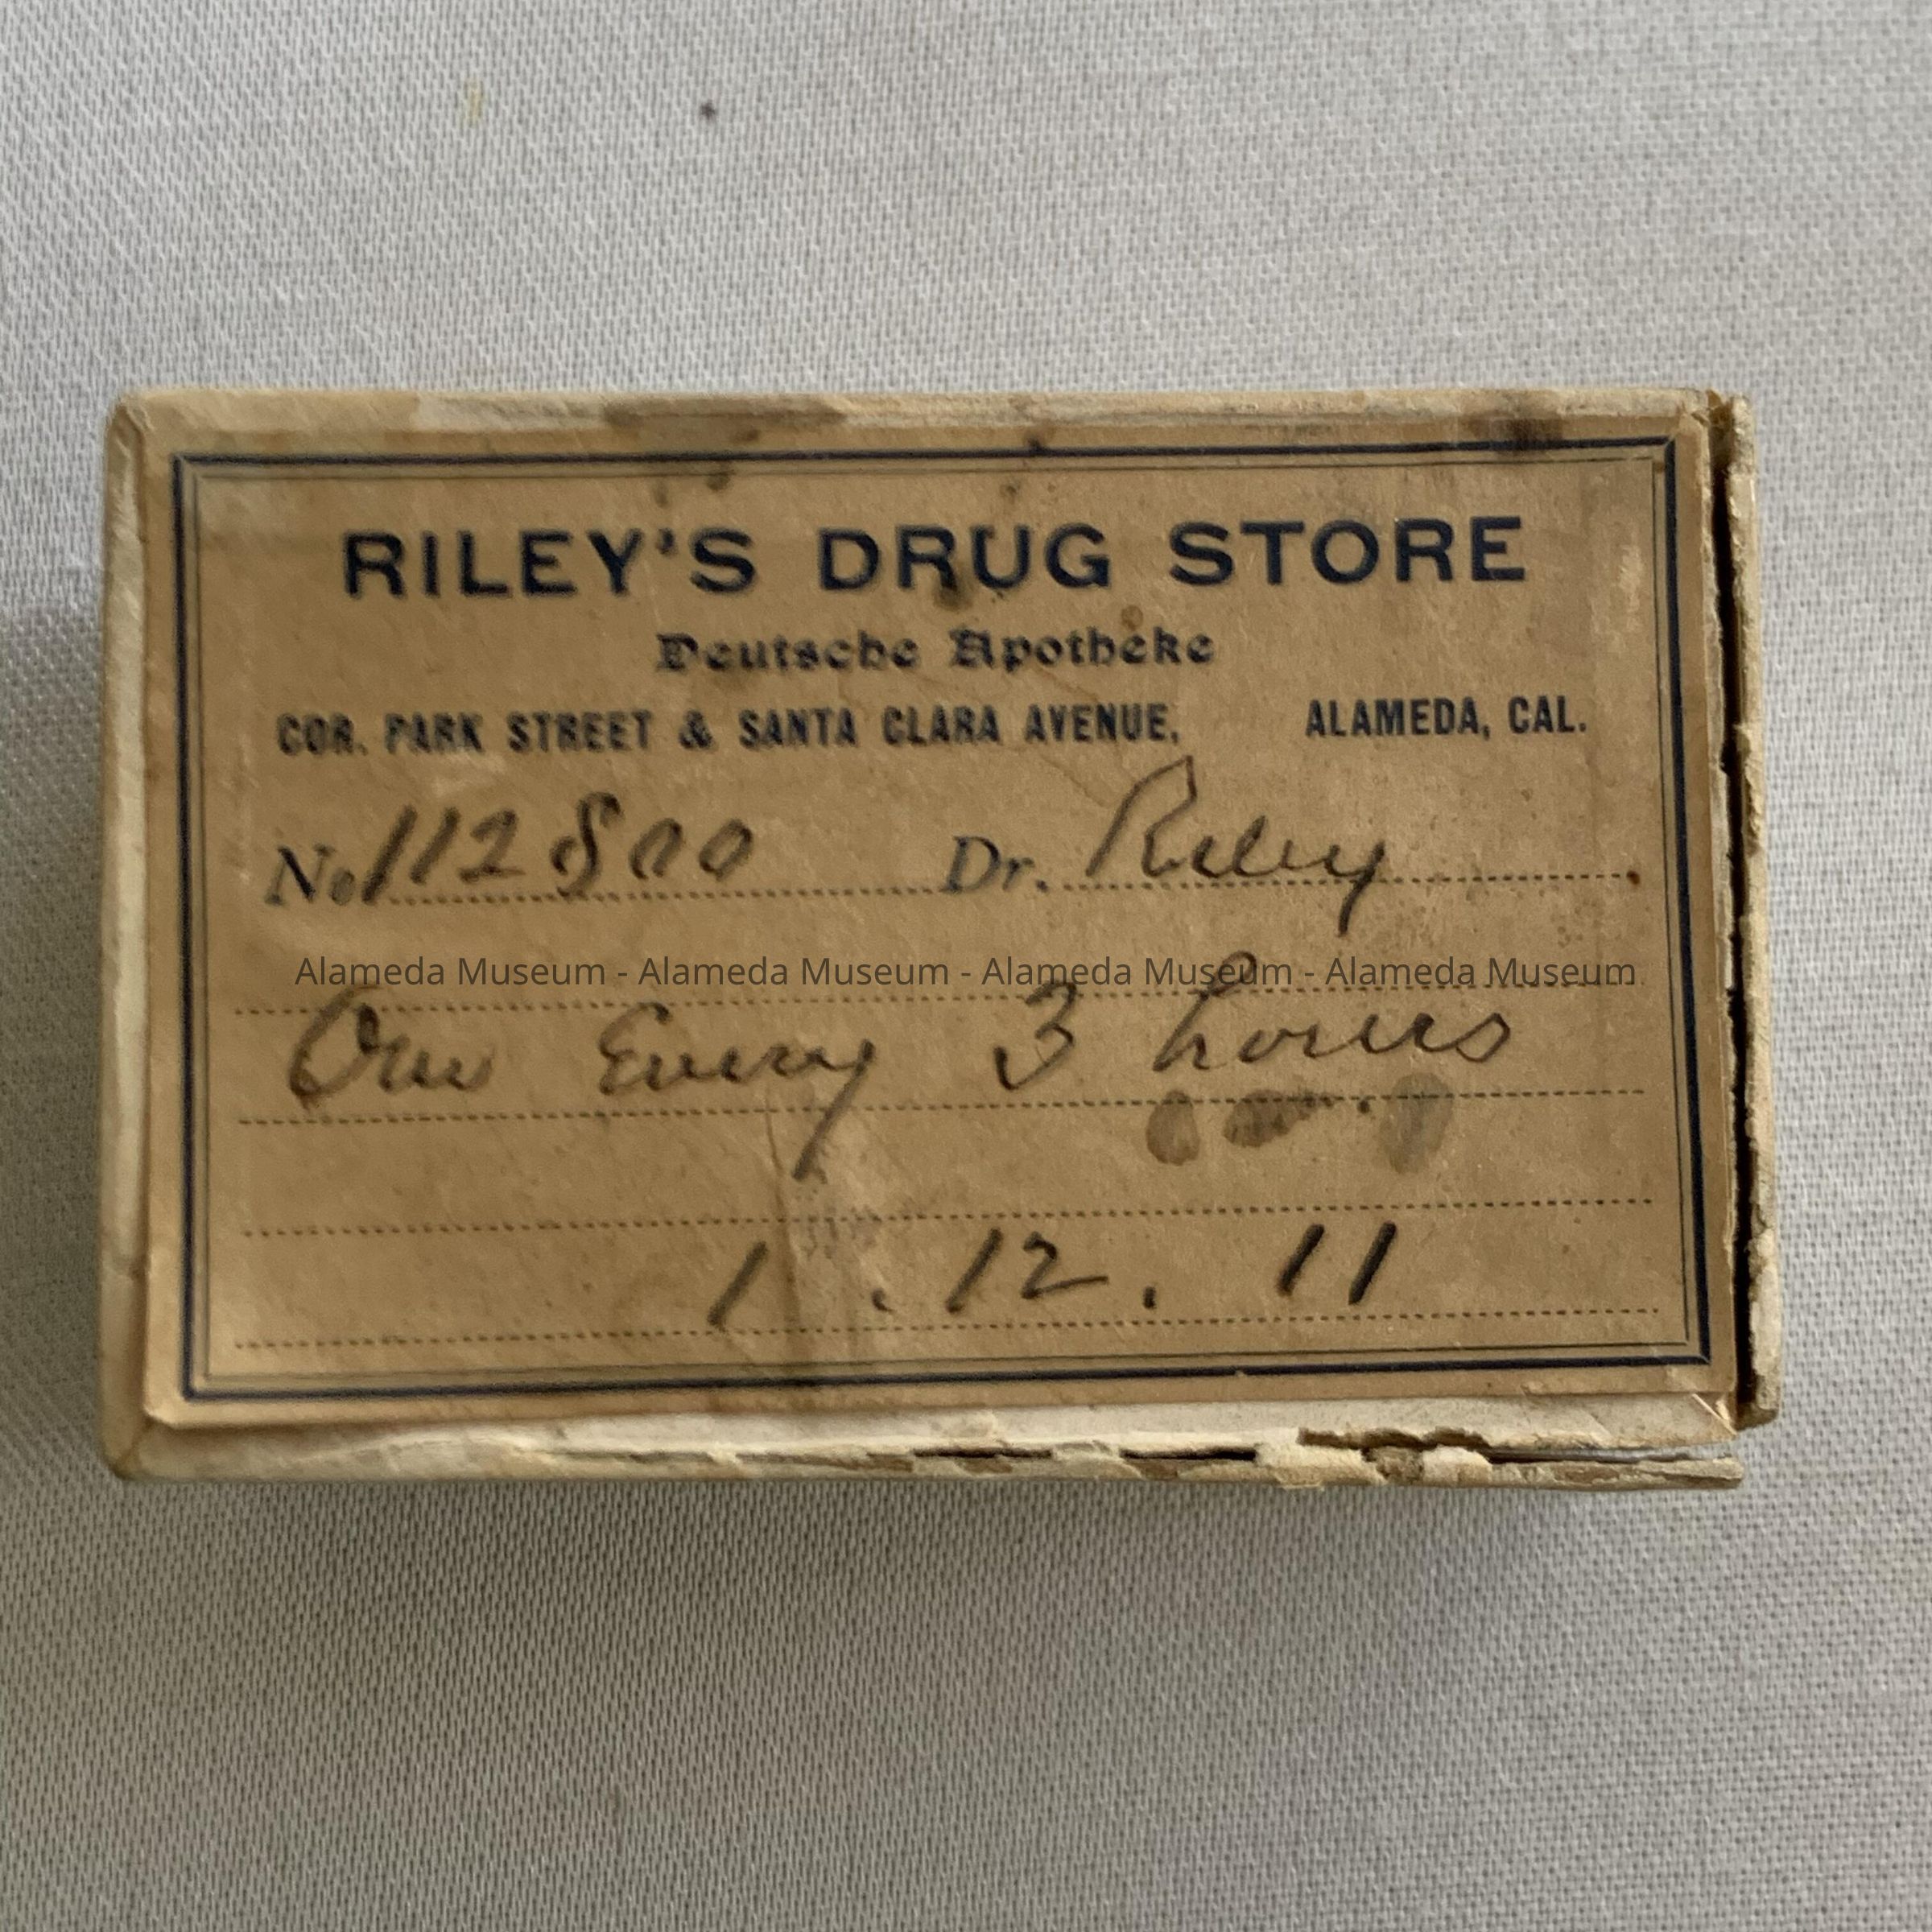 RILEY'S DRUG STORE
Deutsche Apotheke
COR. PARK STREET & SANTA CLARA AVENUE, ALAMEDA, CAL.
No 112800 Dr. Riley
Alameda Museum - Alameda Museum - Alameda Museum - Alameda Museum
One Every 3 hours
1 . 12 . 11